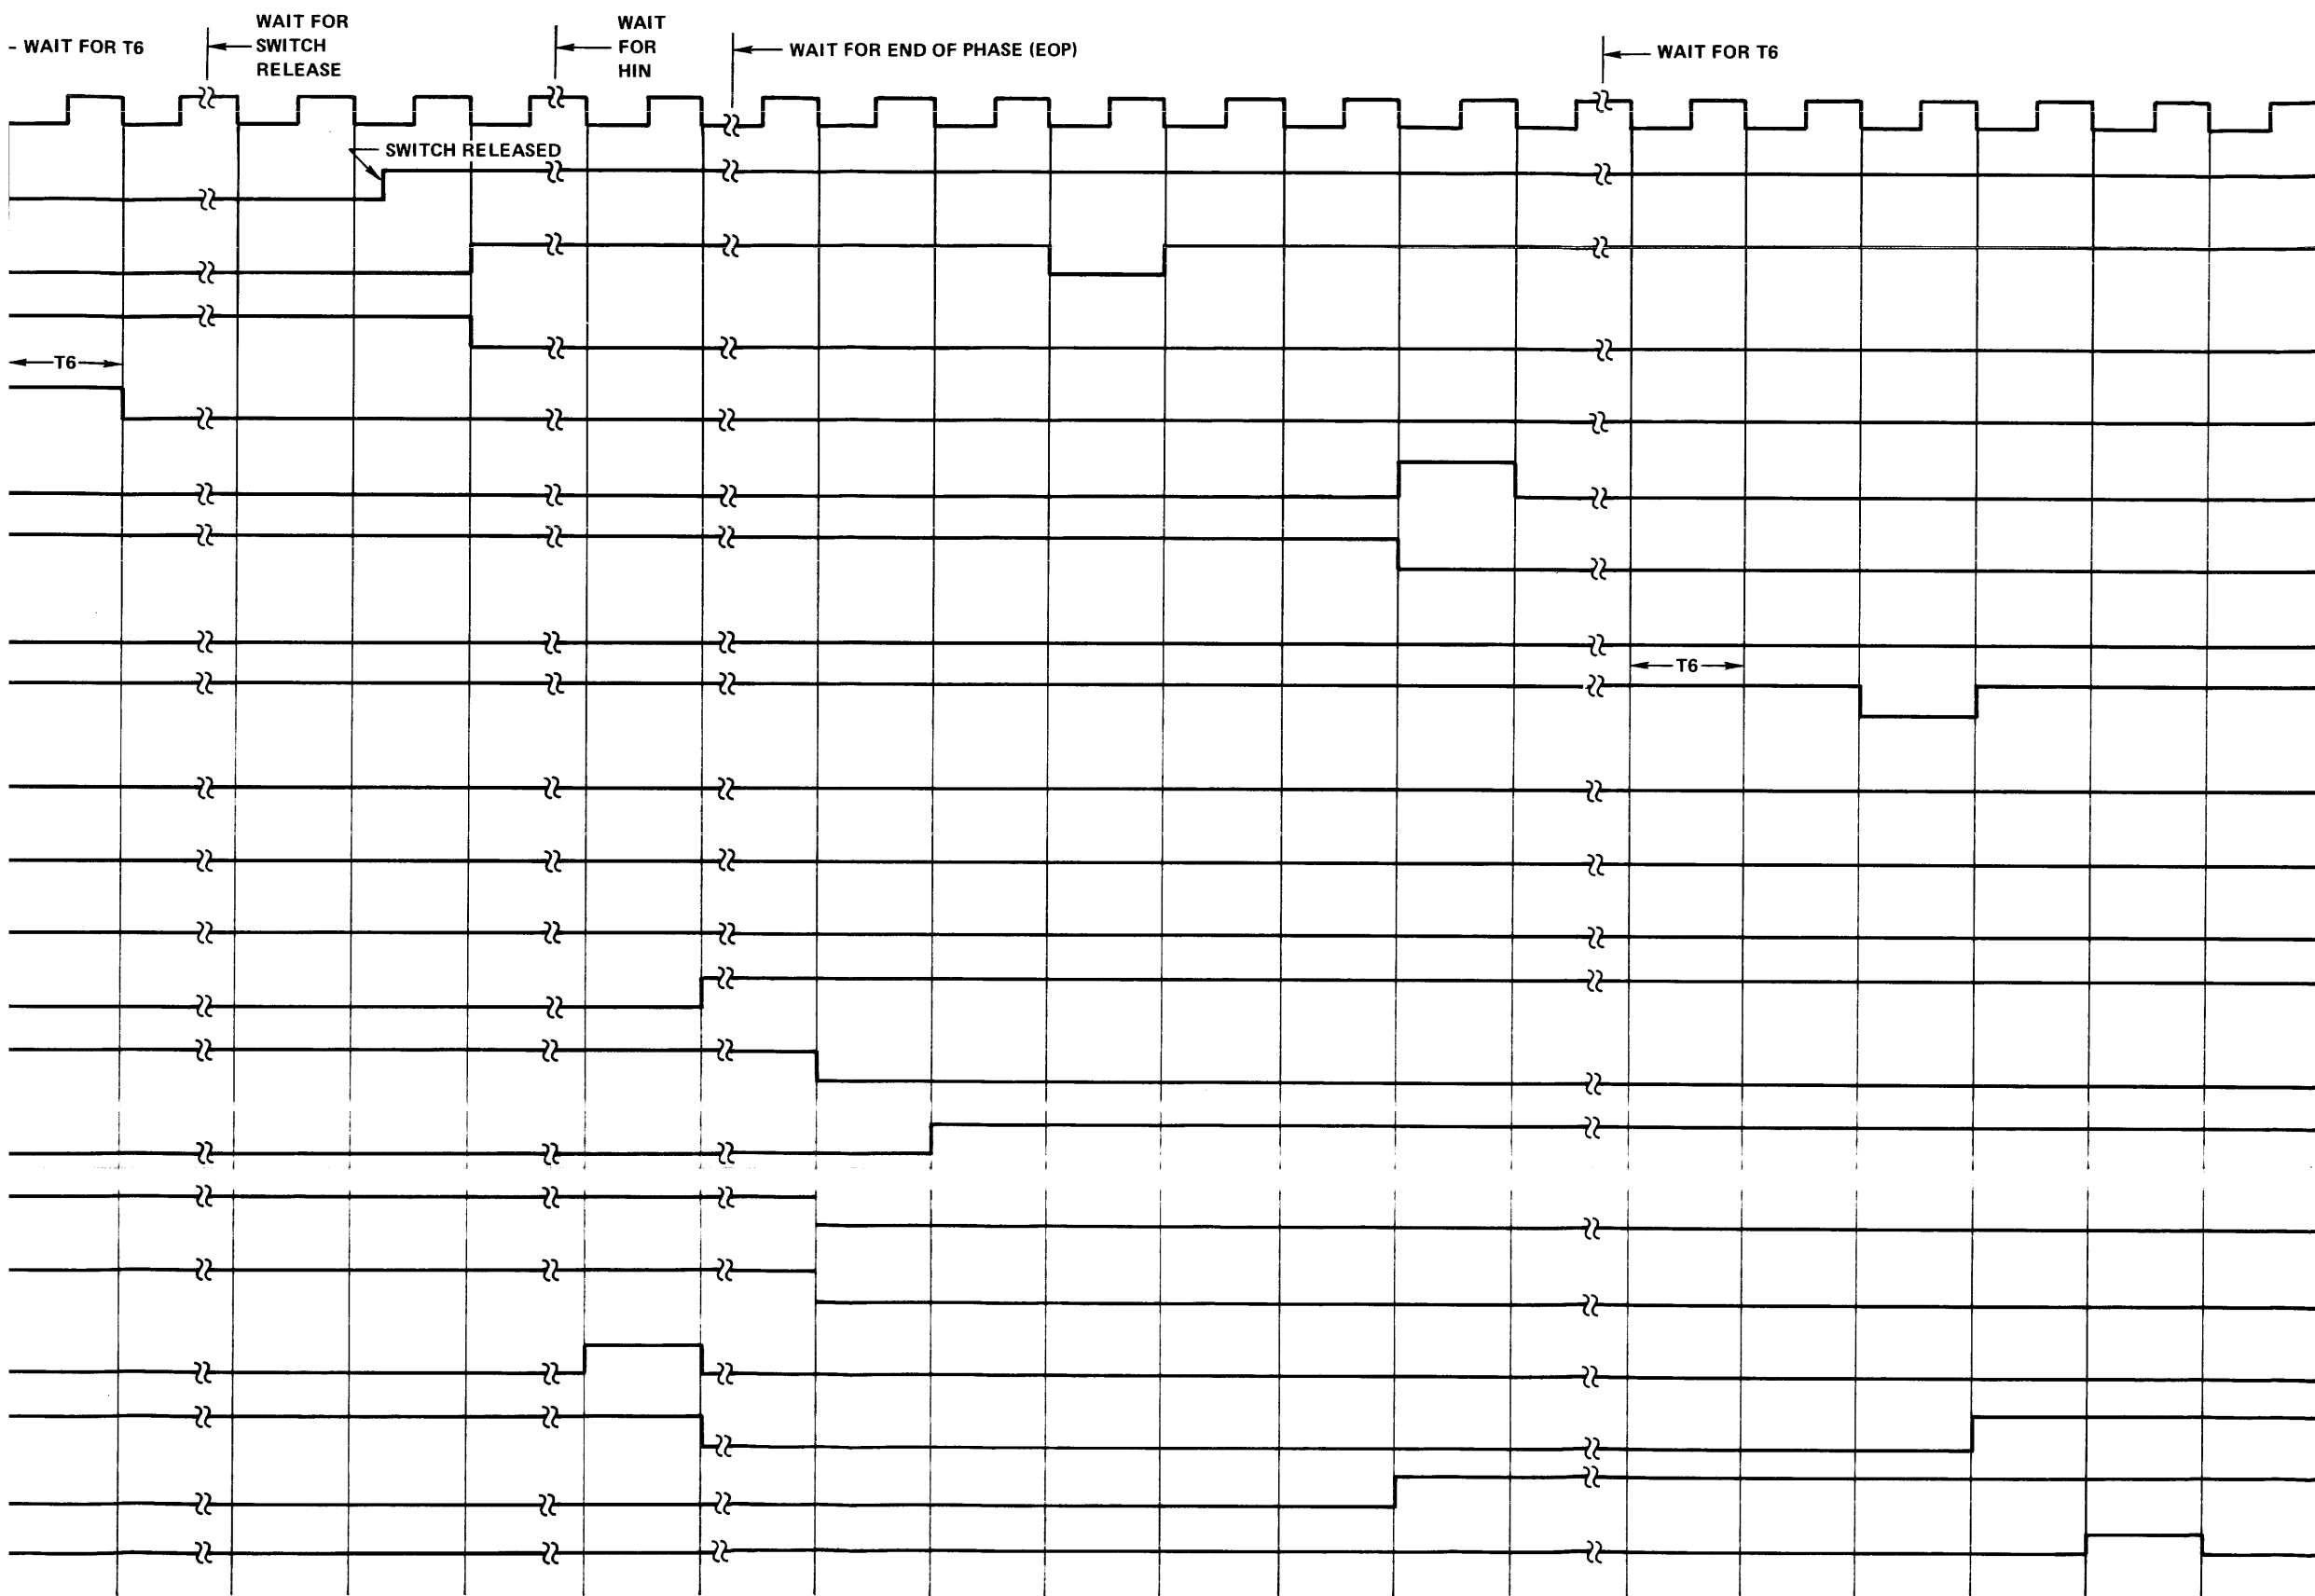 - WAIT FOR T6
WAIT FOR
SWITCH
RELEASE
WAIT
FOR
HIN
WAIT FOR END OF PHASE (EOP)
WAIT FOR T6
SWITCH RELEASED
T6
T6